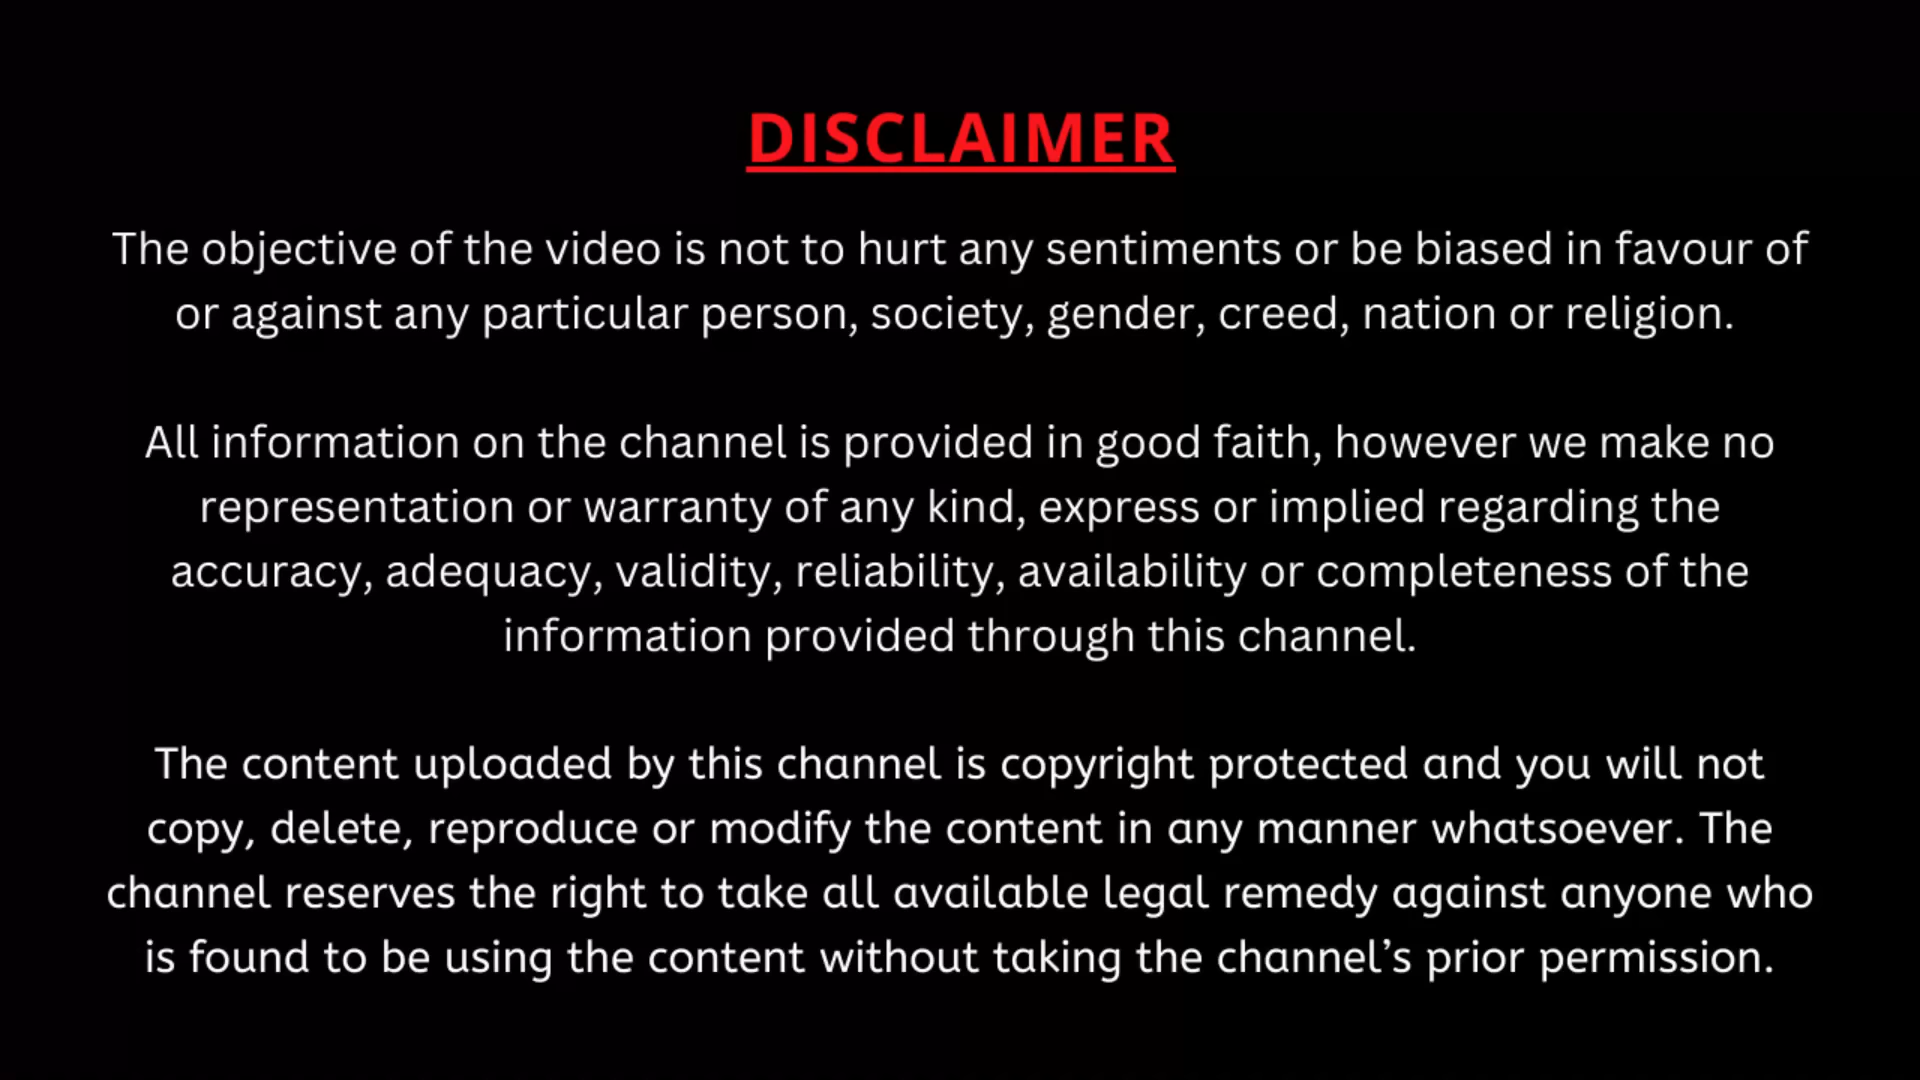 DISCLAIMER
The objective of the video is not to hurt any sentiments or be biased in favour of
or against any particular person, society, gender, creed, nation or religion.
All information on the channel is provided in good faith, however we make no
representation or warranty of any kind, express or implied regarding the
accuracy, adequacy, validity, reliability, availability or completeness of the
information provided through this channel.
The content uploaded by this channel is copyright protected and you will not
copy, delete, reproduce or modify the content in any manner whatsoever. The
channel reserves the right to take all available legal remedy against anyone who
is found to be using the content without taking the channel’s prior permission.